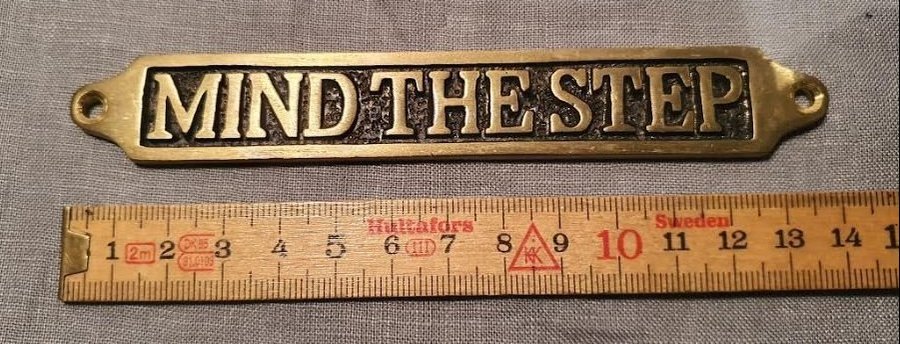 MIND THE STEP
Hultafors Sweden
1 2m 2 3 4 5 6 III 7 8 9 10 11 12 13 14